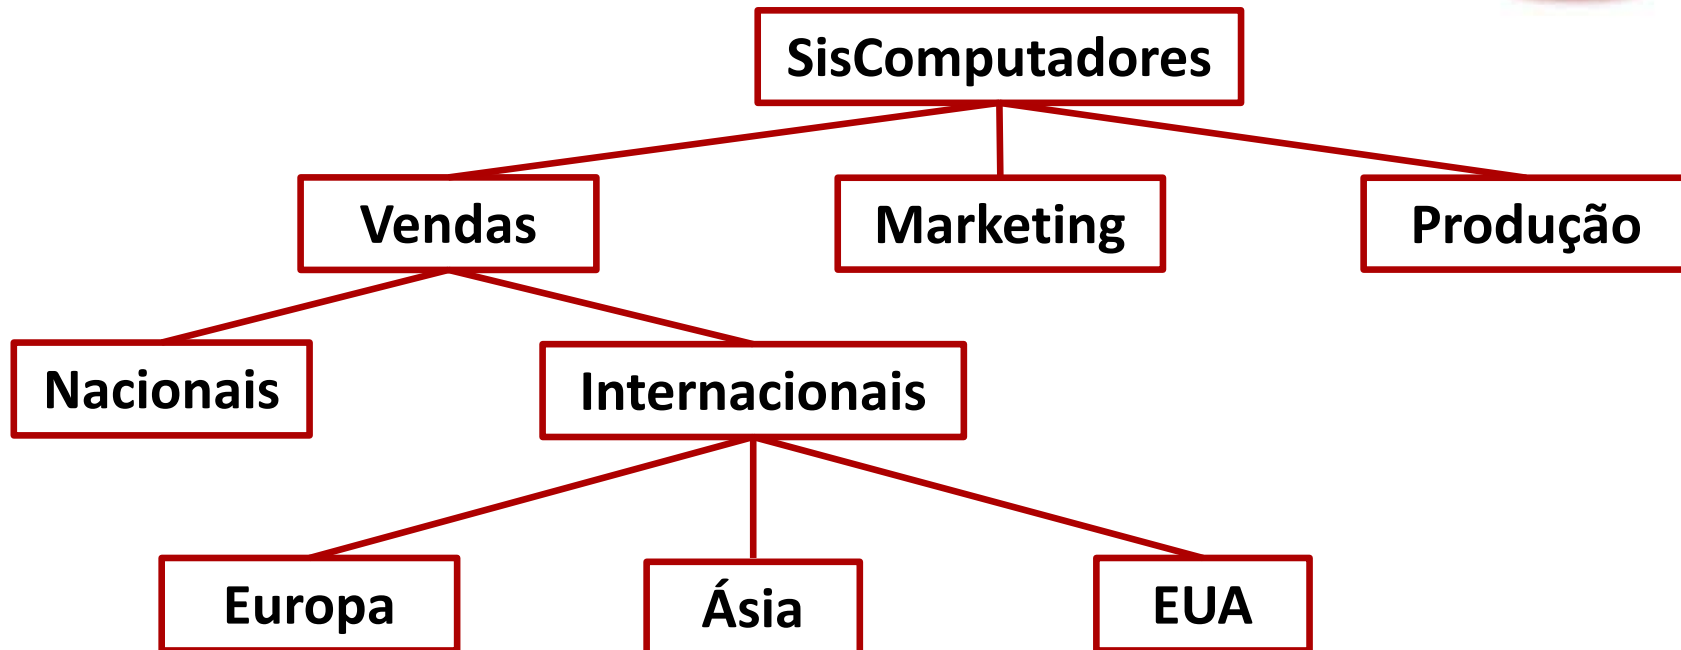 SisComputadores
Vendas
Marketing
Produção
Nacionais
Internacionais
Europa
Ásia
EUA